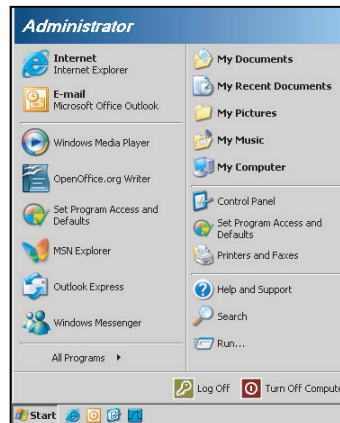 Administrator
Internet
Internet Explorer
E-mail
Microsoft Office Outlook
Windows Media Player
OpenOffice.org Writer
Set Program Access and
Defaults
MSN Explorer
Outlook Express
Windows Messenger
All Programs
My Documents
My Recent Documents
My Pictures
My Music
My Computer
Control Panel
Set Program Access and
Defaults
Printers and Faxes
Help and Support
Search
Run...
Log Off
Turn Off Compute
Start